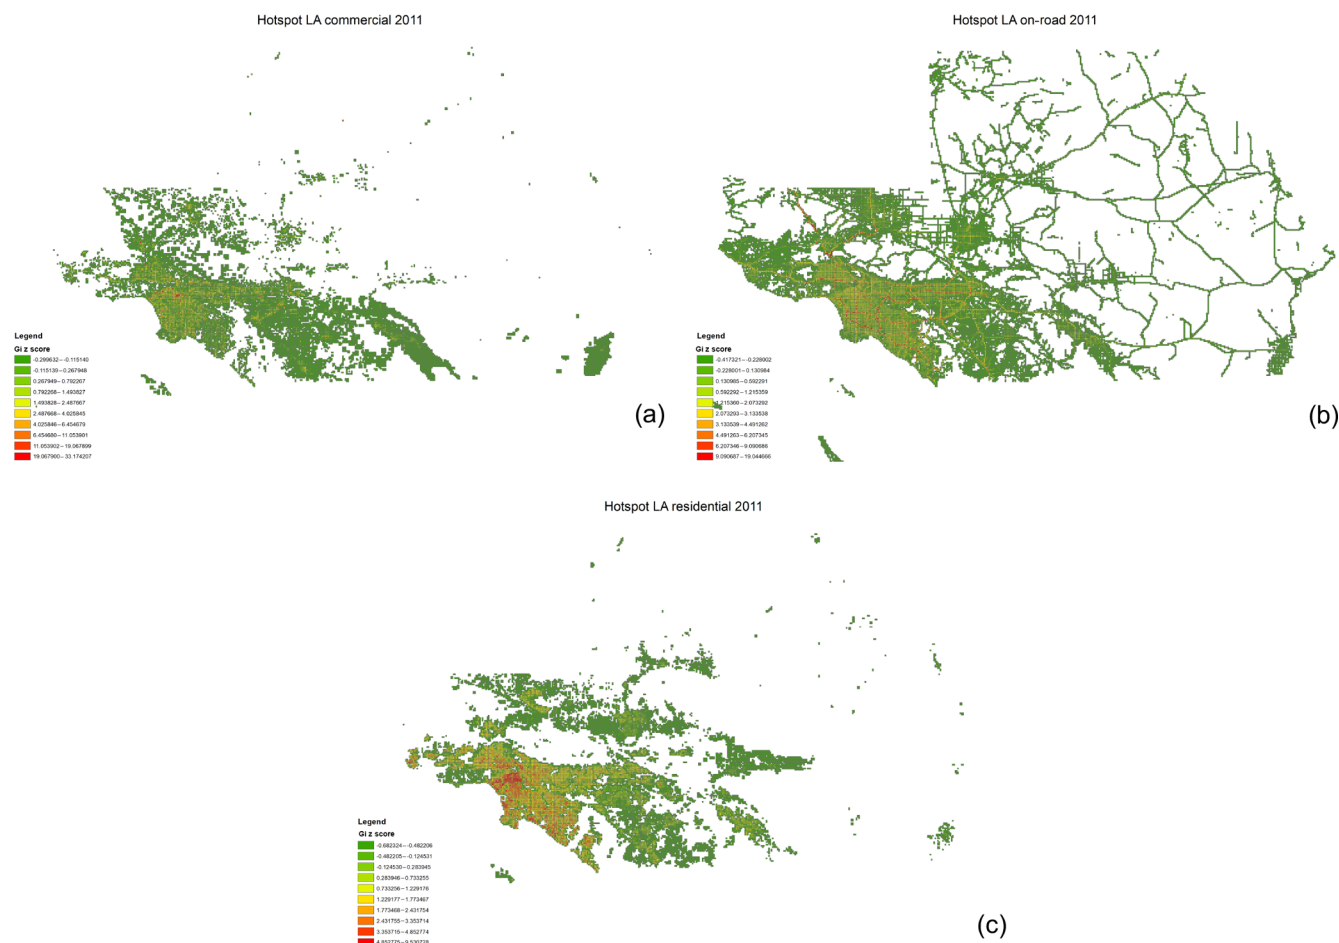 Hotspot LA commercial 2011
Legend
Gi z score
-0.299632 – -0.115140
-0.115139 – 0.267948
0.267949 – 0.792267
0.792268 – 1.493827
1.493828 – 2.487667
2.487668 – 4.025845
4.025846 – 6.454679
6.454680 – 11.053901
11.053902 – 19.067899
19.067900 – 33.174207
(a)
Hotspot LA on-road 2011
Legend
Gi z score
-0.417321 – -0.228002
-0.228001 – 0.130984
0.130985 – 0.592291
0.592292 – 1.215359
1.215360 – 2.073292
2.073293 – 3.133538
3.133539 – 4.491262
4.491263 – 6.207345
6.207346 – 9.090686
9.090687 – 19.044666
(b)
Hotspot LA residential 2011
Legend
Gi z score
-0.682324 – -0.482206
-0.482205 – -0.124531
-0.124530 – 0.283945
0.283946 – 0.733255
0.733256 – 1.229176
1.229177 – 1.773467
1.773468 – 2.431754
2.431755 – 3.353714
3.353715 – 4.852774
4.852775 – 9.530728
(c)